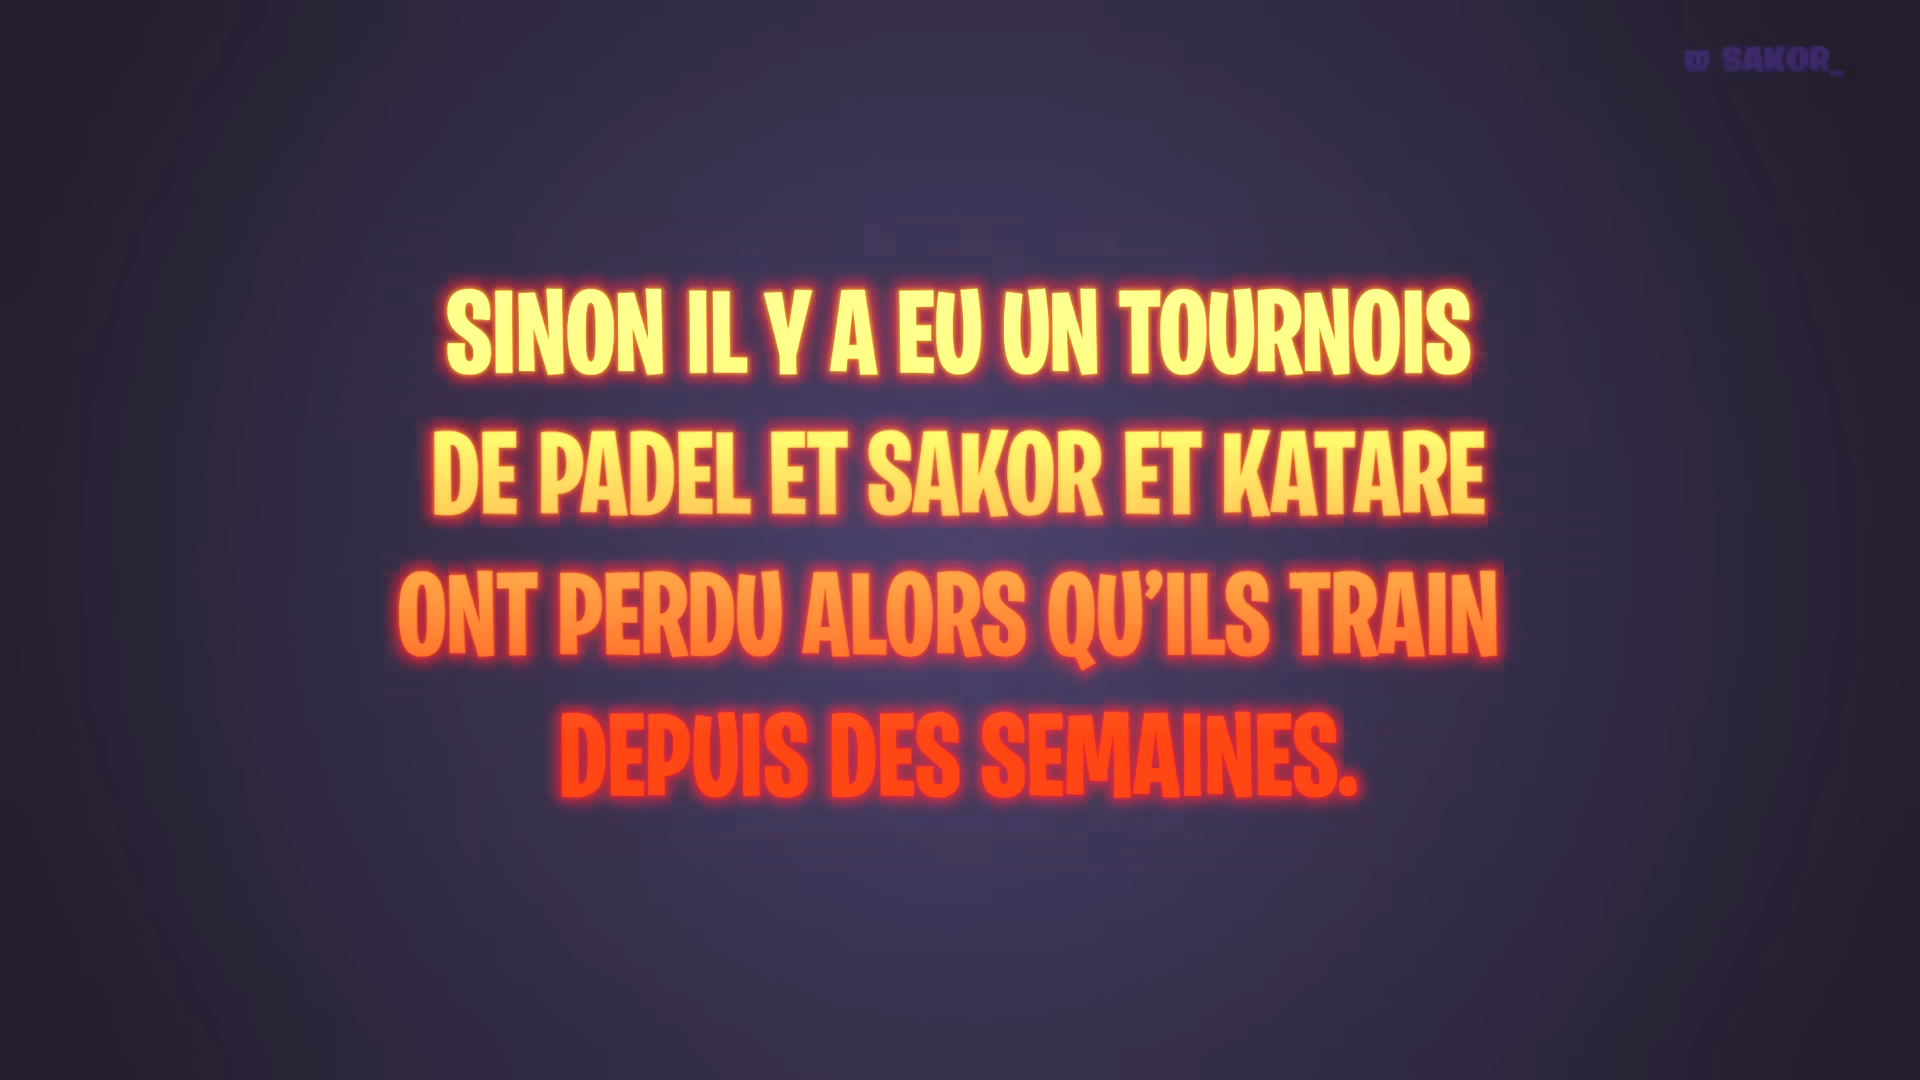 SAKOR_
SINON IL Y A EU UN TOURNOIS
DE PADEL ET SAKOR ET KATARE
ONT PERDU ALORS QU’ILS TRAIN
DEPUIS DES SEMAINES.